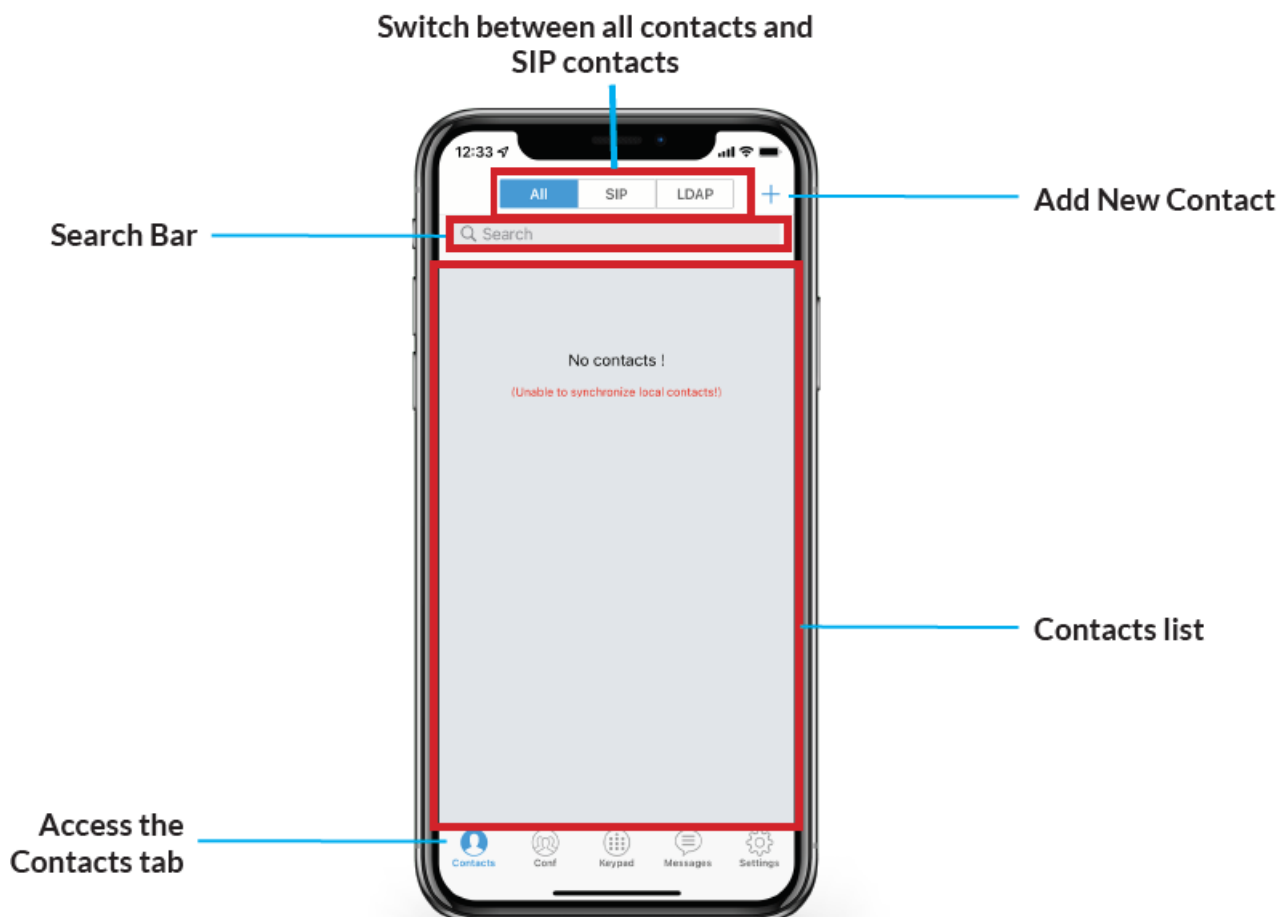 Switch between all contacts and
SIP contacts
12:33
All SIP LDAP +
Add New Contact
Search Bar
Search
No contacts !
(Unable to synchronize local contacts!)
Contacts list
Access the
Contacts tab
Contacts Conf Keypad Messages Settings